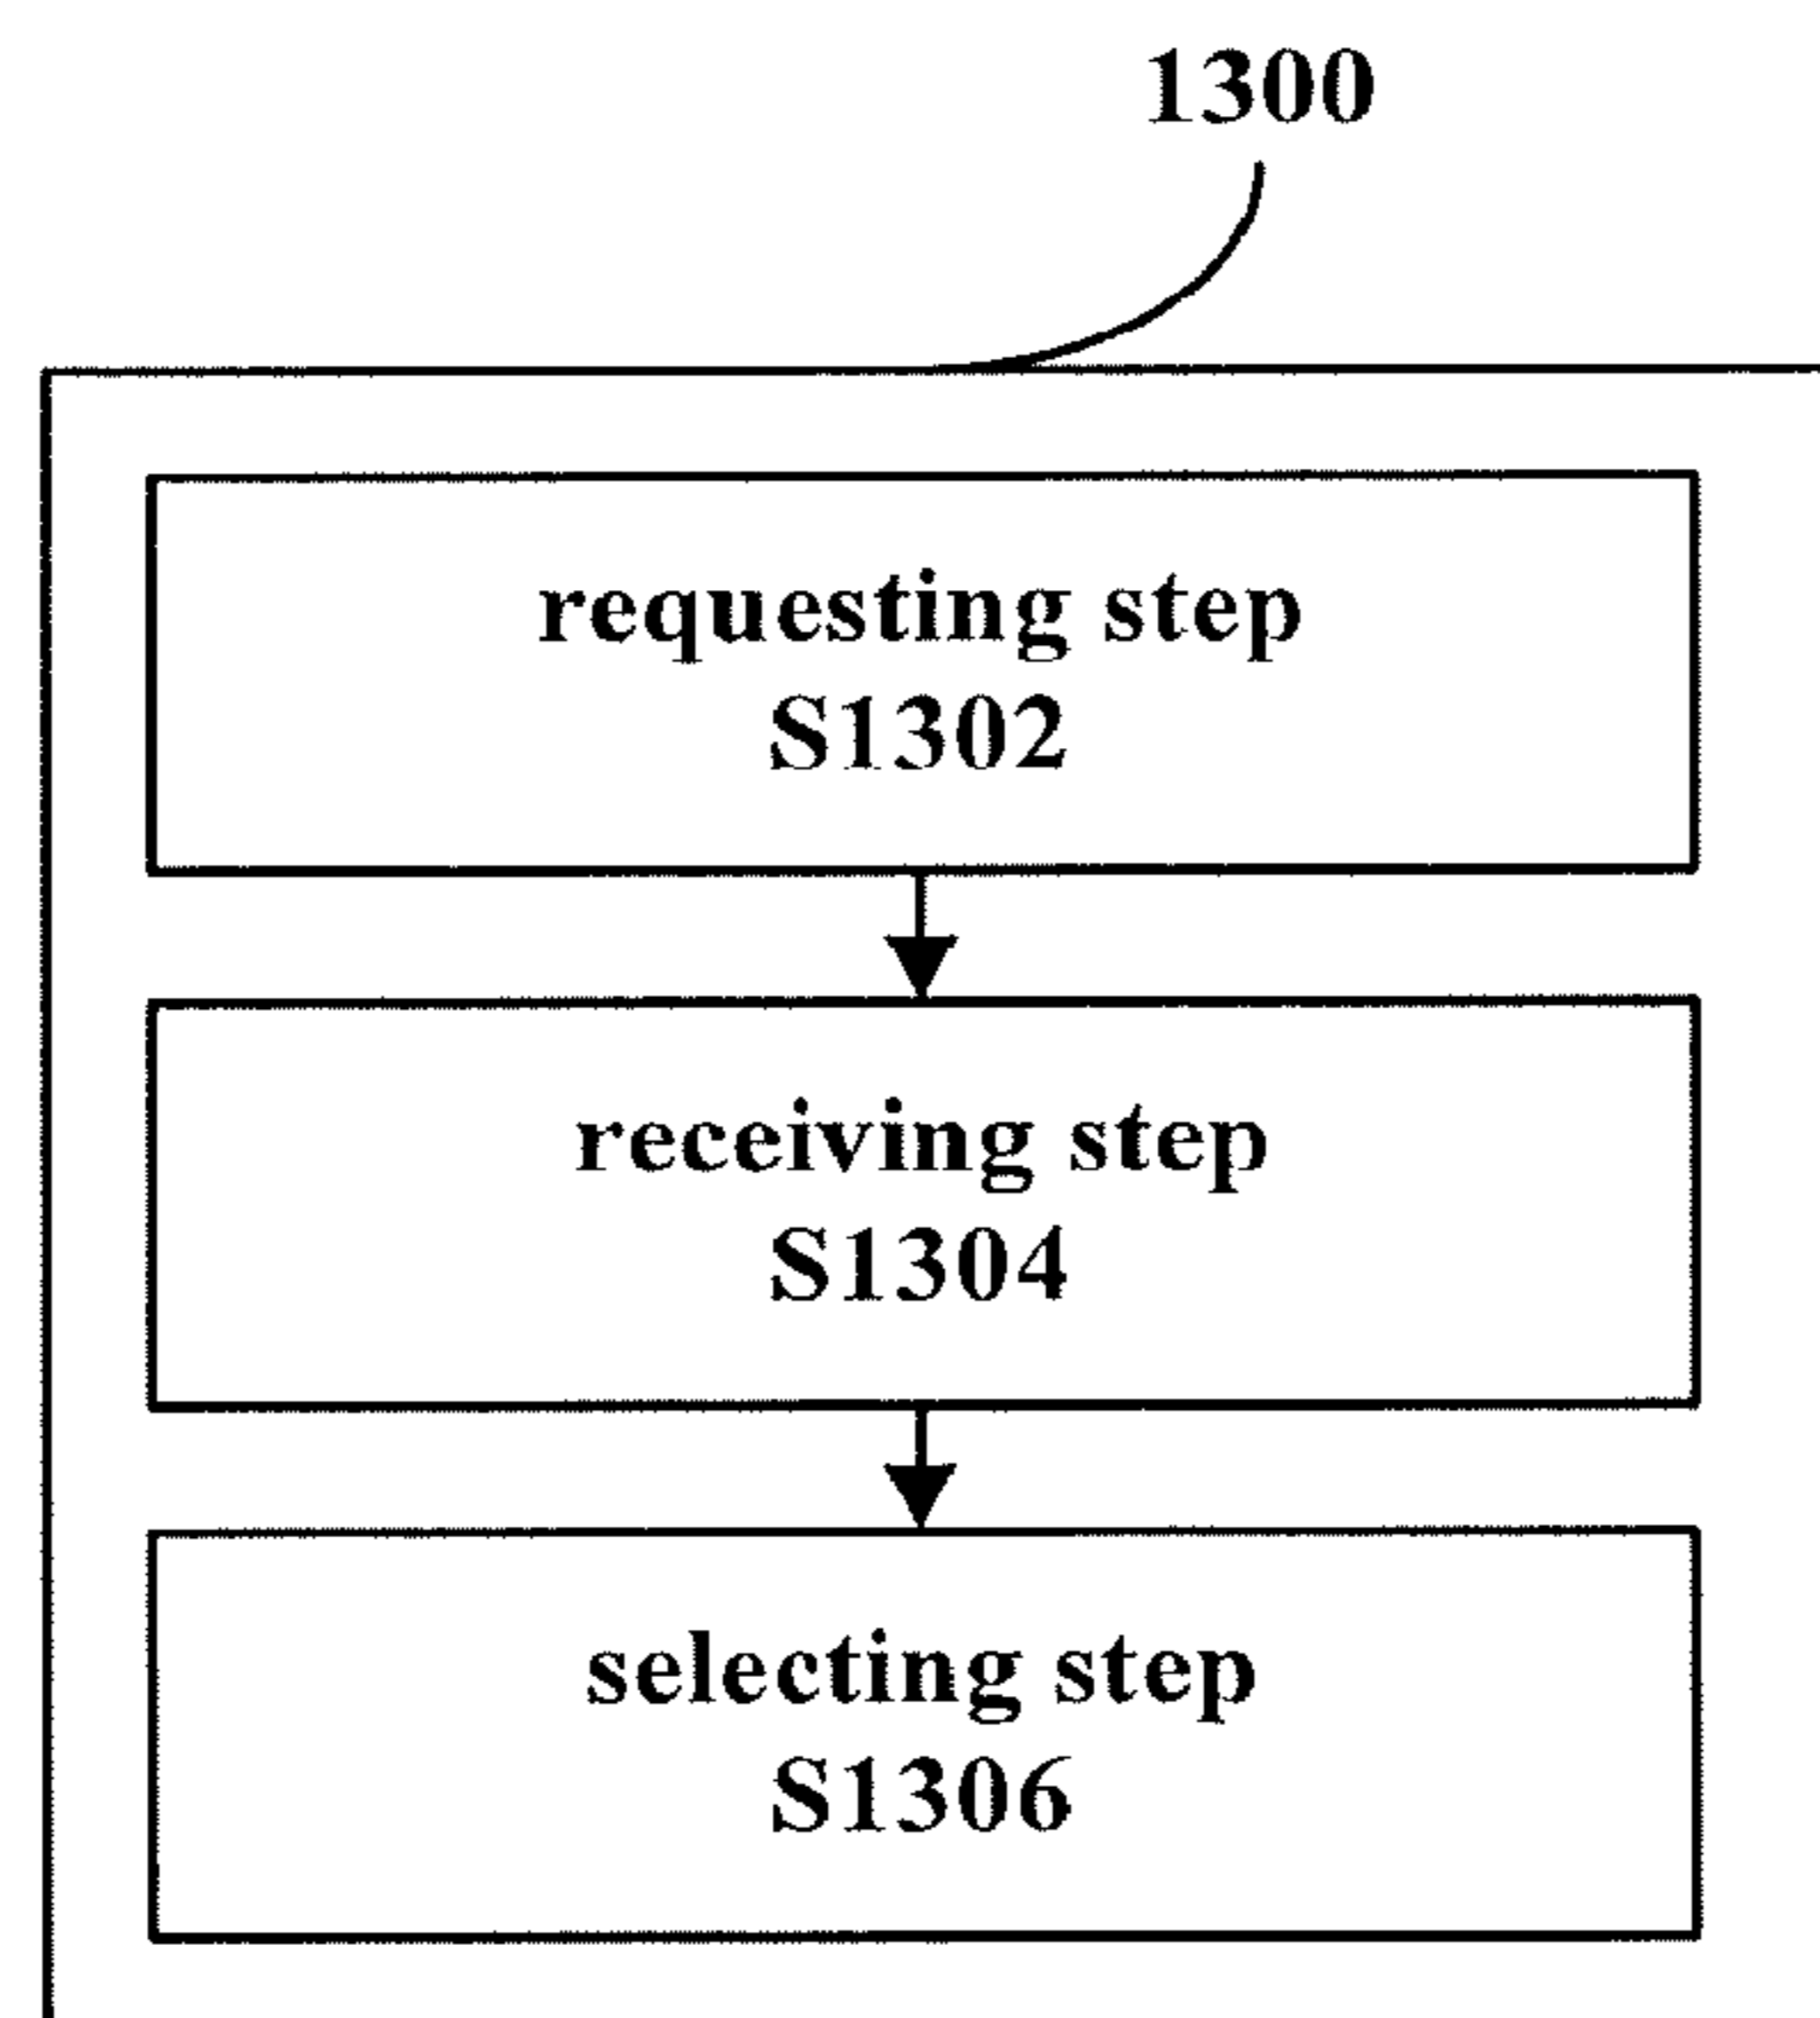 1300
requesting step
S1302
receiving step
S1304
selecting step
S1306